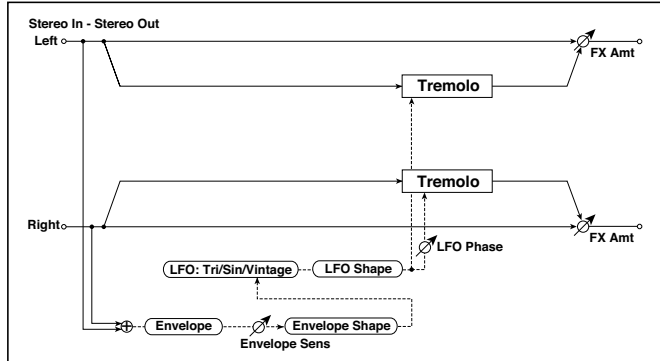 Stereo In - Stereo Out
Left
FX Amt
Tremolo
Tremolo
Right
FX Amt
LFO Phase
LFO: Tri/Sin/Vintage
LFO Shape
Envelope
Envelope Shape
Envelope Sens